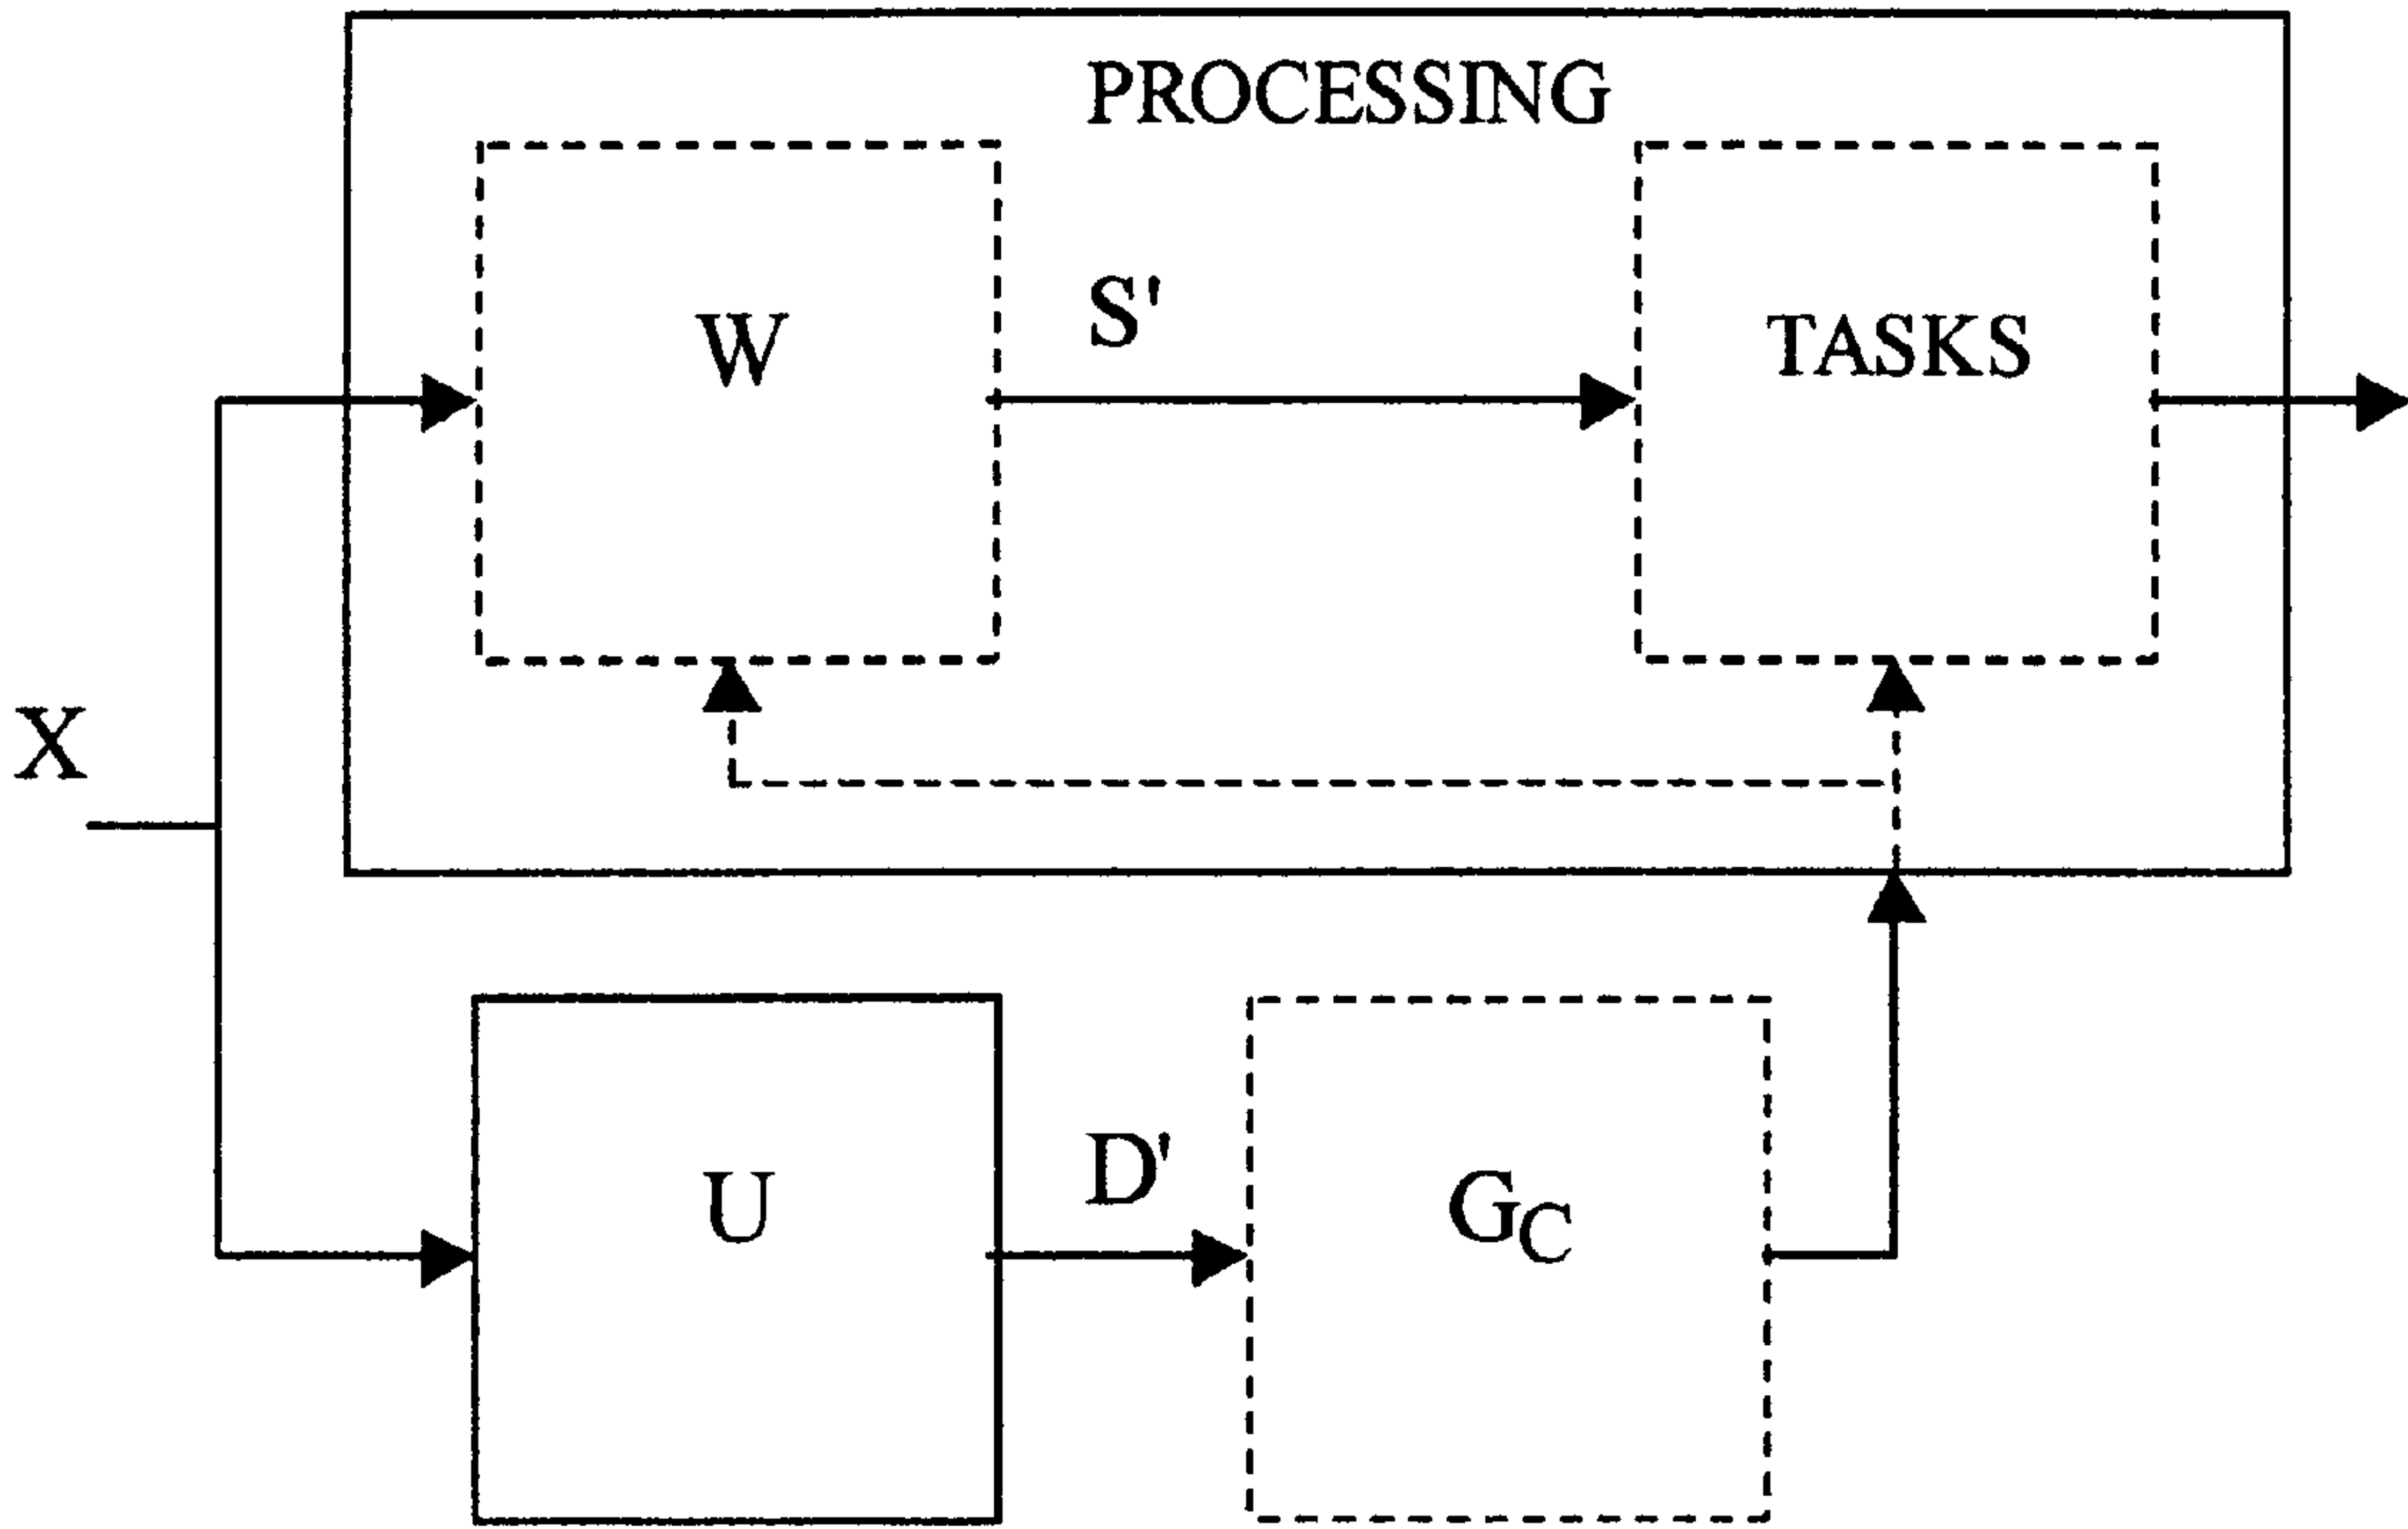 PROCESSING
W
S'
TASKS
X
U
D'
GC